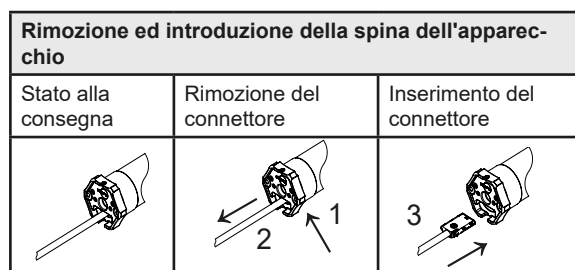 Rimozione ed introduzione della spina dell'apparec-
chio
Stato alla
consegna
Rimozione del
connettore
Inserimento del
connettore
1
2
3